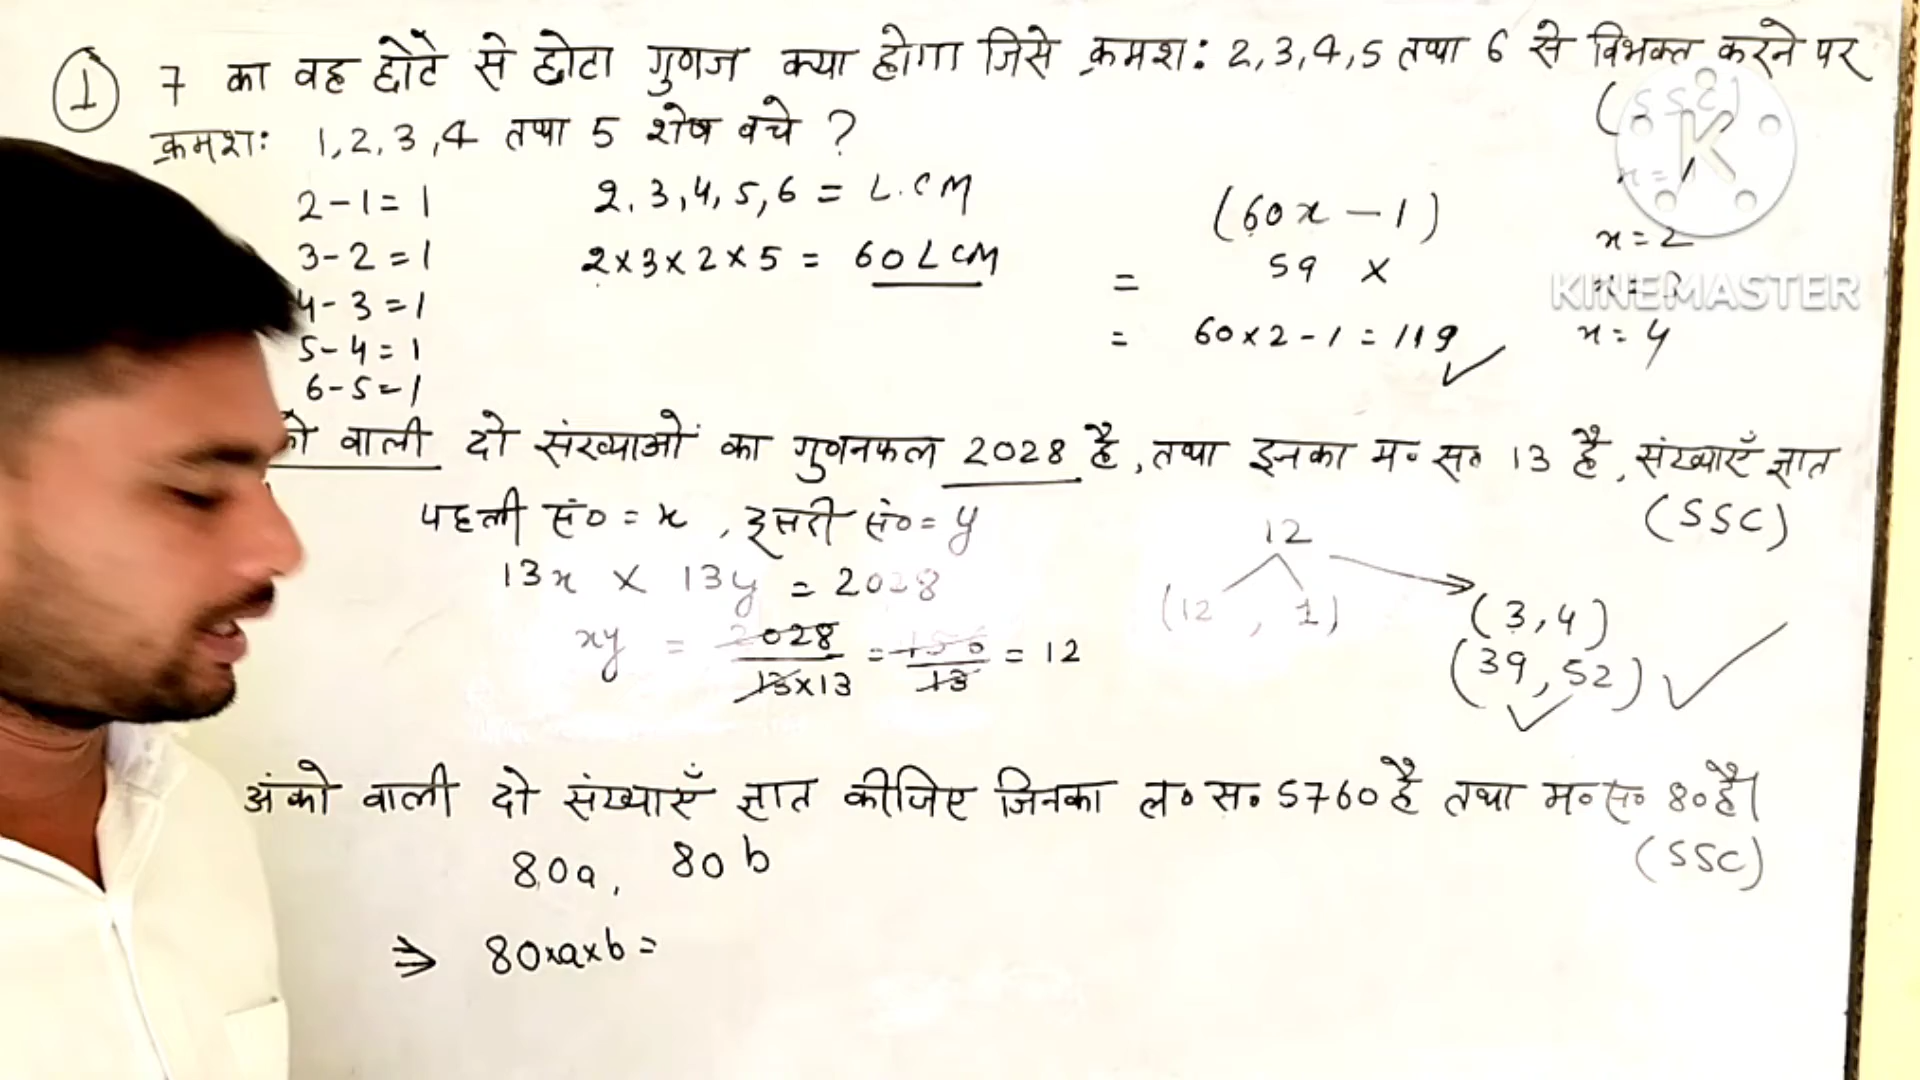 ① 7 का वह छोटे से छोटा गुणज क्या होगा जिसे क्रमश: 2,3,4,5 तथा 6 से विभक्त करने पर
क्रमश: 1,2,3,4 तथा 5 शेष बचे ? (SSC)
2-1=1
3-2=1
4-3=1
5-4=1
6-5=1
2,3,4,5,6 = L.CM
2×3×2×5 = 60 LCM
(60x-1)
= 59 ×
= 60×2-1=119 ✓
x=1
x=2
x=3
x=4
K
KINEMASTER
वाली दो संख्याओं का गुणनफल 2028 है, तथा इनका म॰ स॰ 13 है, संख्याएँ ज्ञात
(SSC)
पहली सं० = x, दूसरी सं० = y
13x × 13y = 2028
xy = 2028/13×13 = 156/13 = 12
12
(12, 1)
(3,4)
(39,52) ✓
अंको वाली दो संख्याएँ ज्ञात कीजिए जिनका ल॰ स॰ 5760 है तथा म॰ स॰ 80 है।
(SSC)
80a, 80b
⇒ 80×a×b=